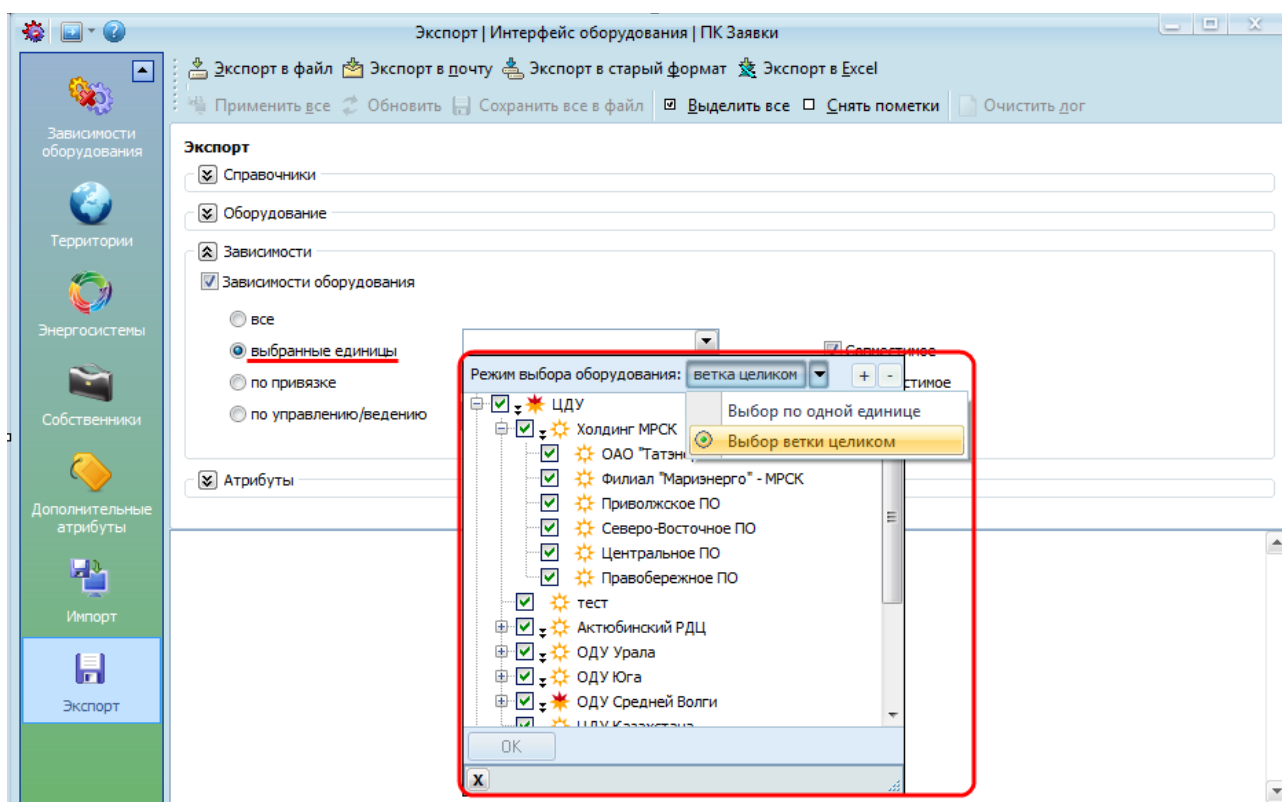 Экспорт | Интерфейс оборудования | ПК Заявки
Экспорт в файл Экспорт в почту Экспорт в старый формат Экспорт в Excel
Применить все Обновить Сохранить все в файл Выделить все Снять пометки Очистить лог
Зависимости
оборудования
Территории
Энергосистемы
Собственники
Дополнительные
атрибуты
Импорт
Экспорт
Экспорт
Справочники
Оборудование
Зависимости
Зависимости оборудования
все
выбранные единицы
по привязке
по управлению/ведению
Атрибуты
Режим выбора оборудования: ветка целиком + -
Выбор по одной единице
Выбор ветки целиком
ЦДУ
Холдинг МРСК
ОАО
Филиал "Мариэнерго" - МРСК
Приволжское ПО
Северо-Восточное ПО
Центральное ПО
Правобережное ПО
тест
Актюбинский РДЦ
ОДУ Урала
ОДУ Юга
ОДУ Средней Волги
OK
X